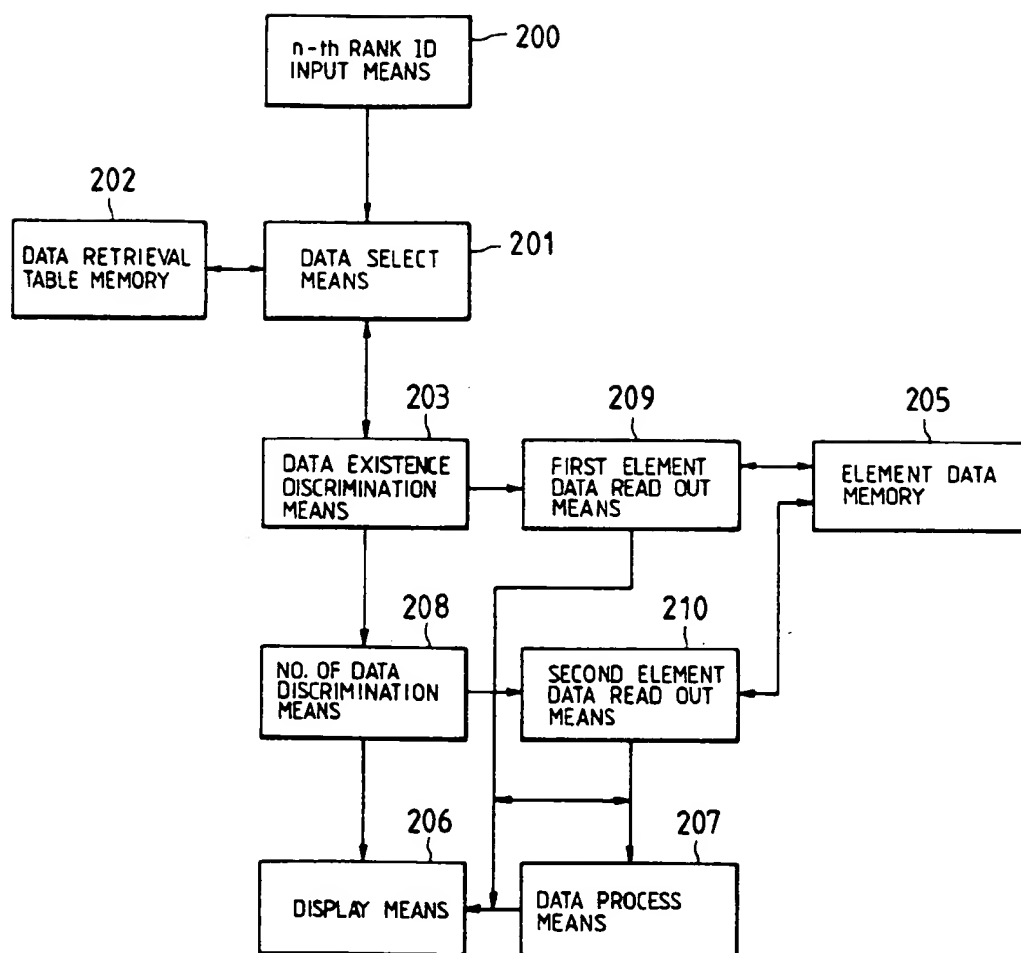 200
n-th RANK ID
INPUT MEANS
202
DATA RETRIEVAL
TABLE MEMORY
201
DATA SELECT
MEANS
203
DATA EXISTENCE
DISCRIMINATION
MEANS
209
FIRST ELEMENT
DATA READ OUT
MEANS
205
ELEMENT DATA
MEMORY
208
NO. OF DATA
DISCRIMINATION
MEANS
210
SECOND ELEMENT
DATA READ OUT
MEANS
206
DISPLAY MEANS
207
DATA PROCESS
MEANS